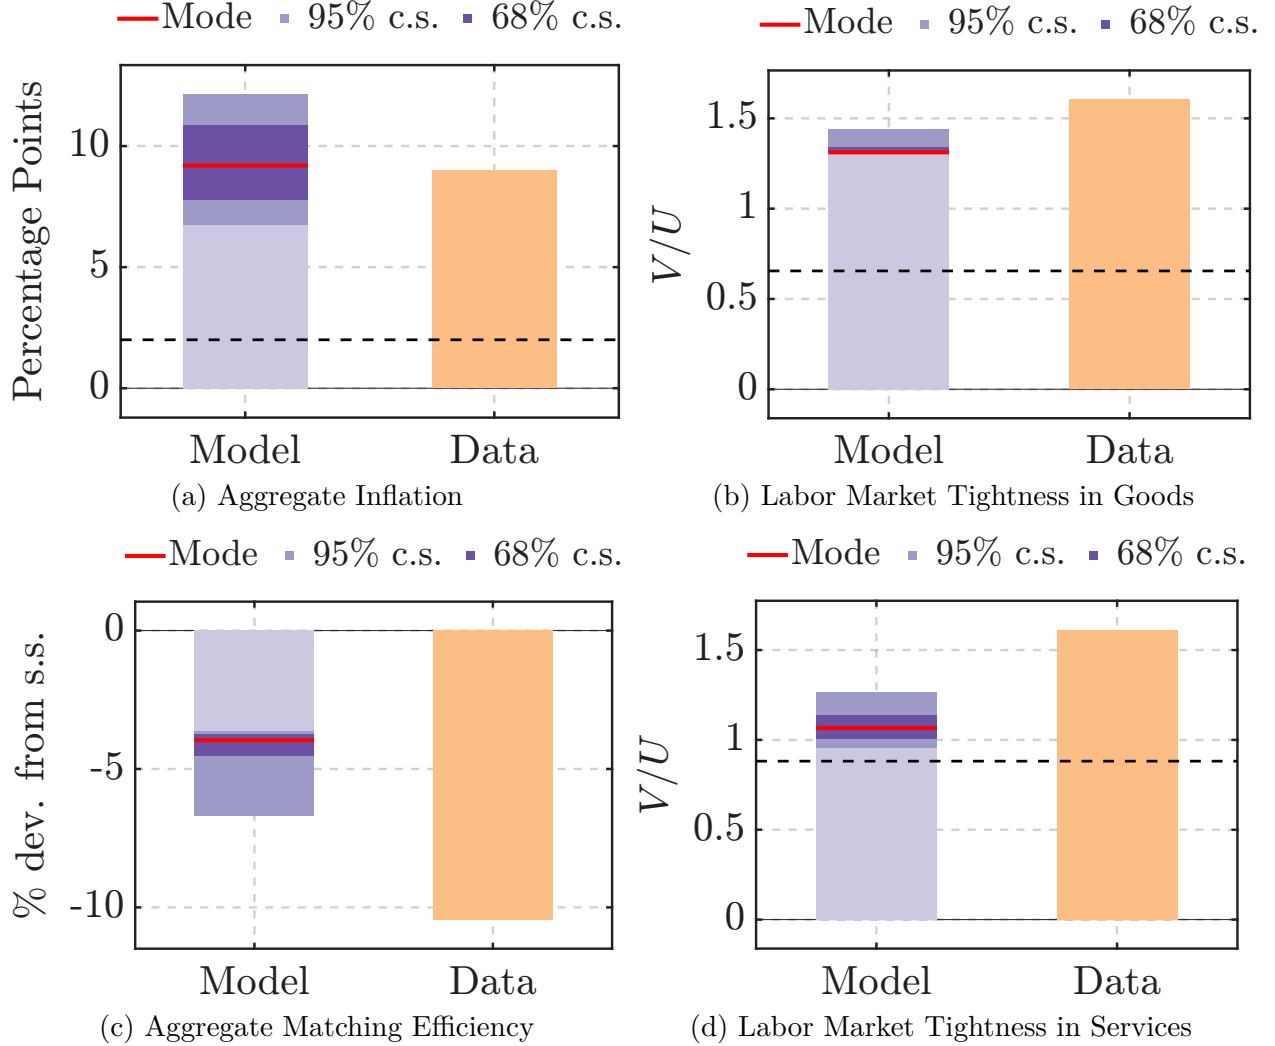 Mode 95% c.s. 68% c.s.
Percentage Points
10
5
0
Model Data
(a) Aggregate Inflation
Mode 95% c.s. 68% c.s.
V/U
1.5
1
0.5
0
Model Data
(b) Labor Market Tightness in Goods
Mode 95% c.s. 68% c.s.
% dev. from s.s.
0
-5
-10
Model Data
(c) Aggregate Matching Efficiency
Mode 95% c.s. 68% c.s.
V/U
1.5
1
0.5
0
Model Data
(d) Labor Market Tightness in Services